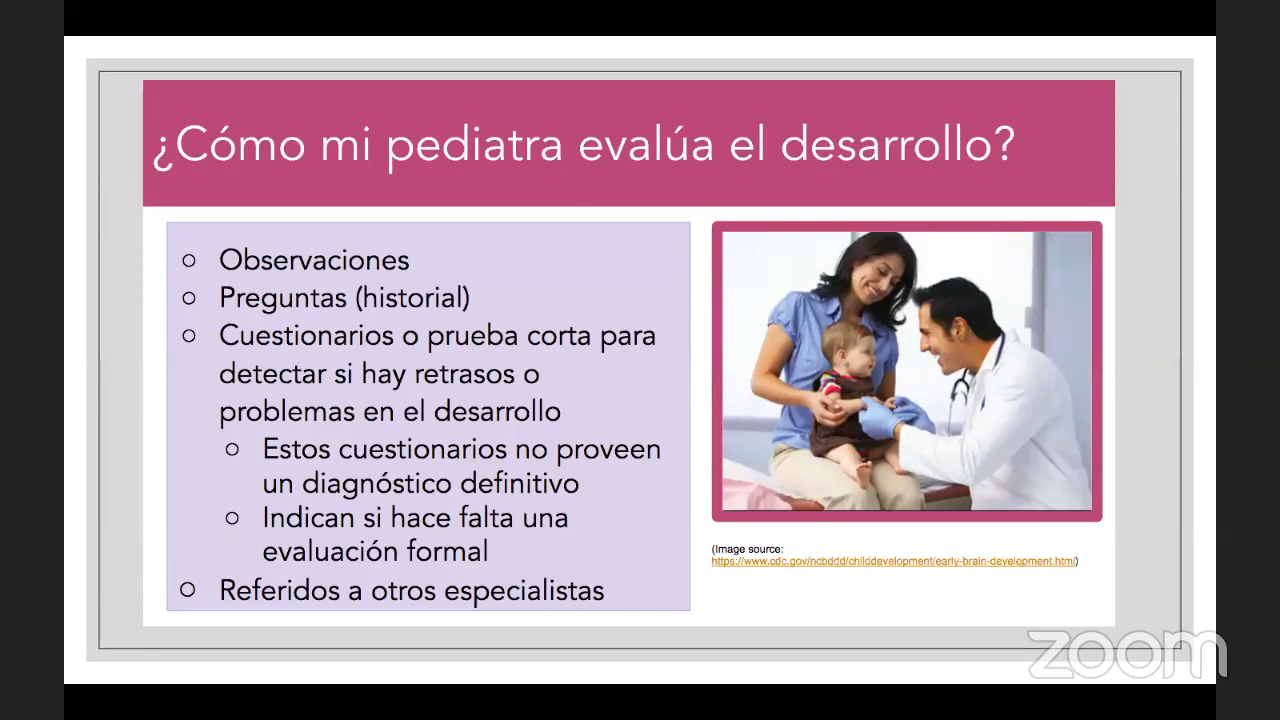 ¿Cómo mi pediatra evalúa el desarrollo?
○ Observaciones
○ Preguntas (historial)
○ Cuestionarios o prueba corta para
detectar si hay retrasos o
problemas en el desarrollo
○ Estos cuestionarios no proveen
un diagnóstico definitivo
○ Indican si hace falta una
evaluación formal
○ Referidos a otros especialistas
(Image source:
https://www.cdc.gov/ncbddd/childdevelopment/early-brain-development.html)
zoom